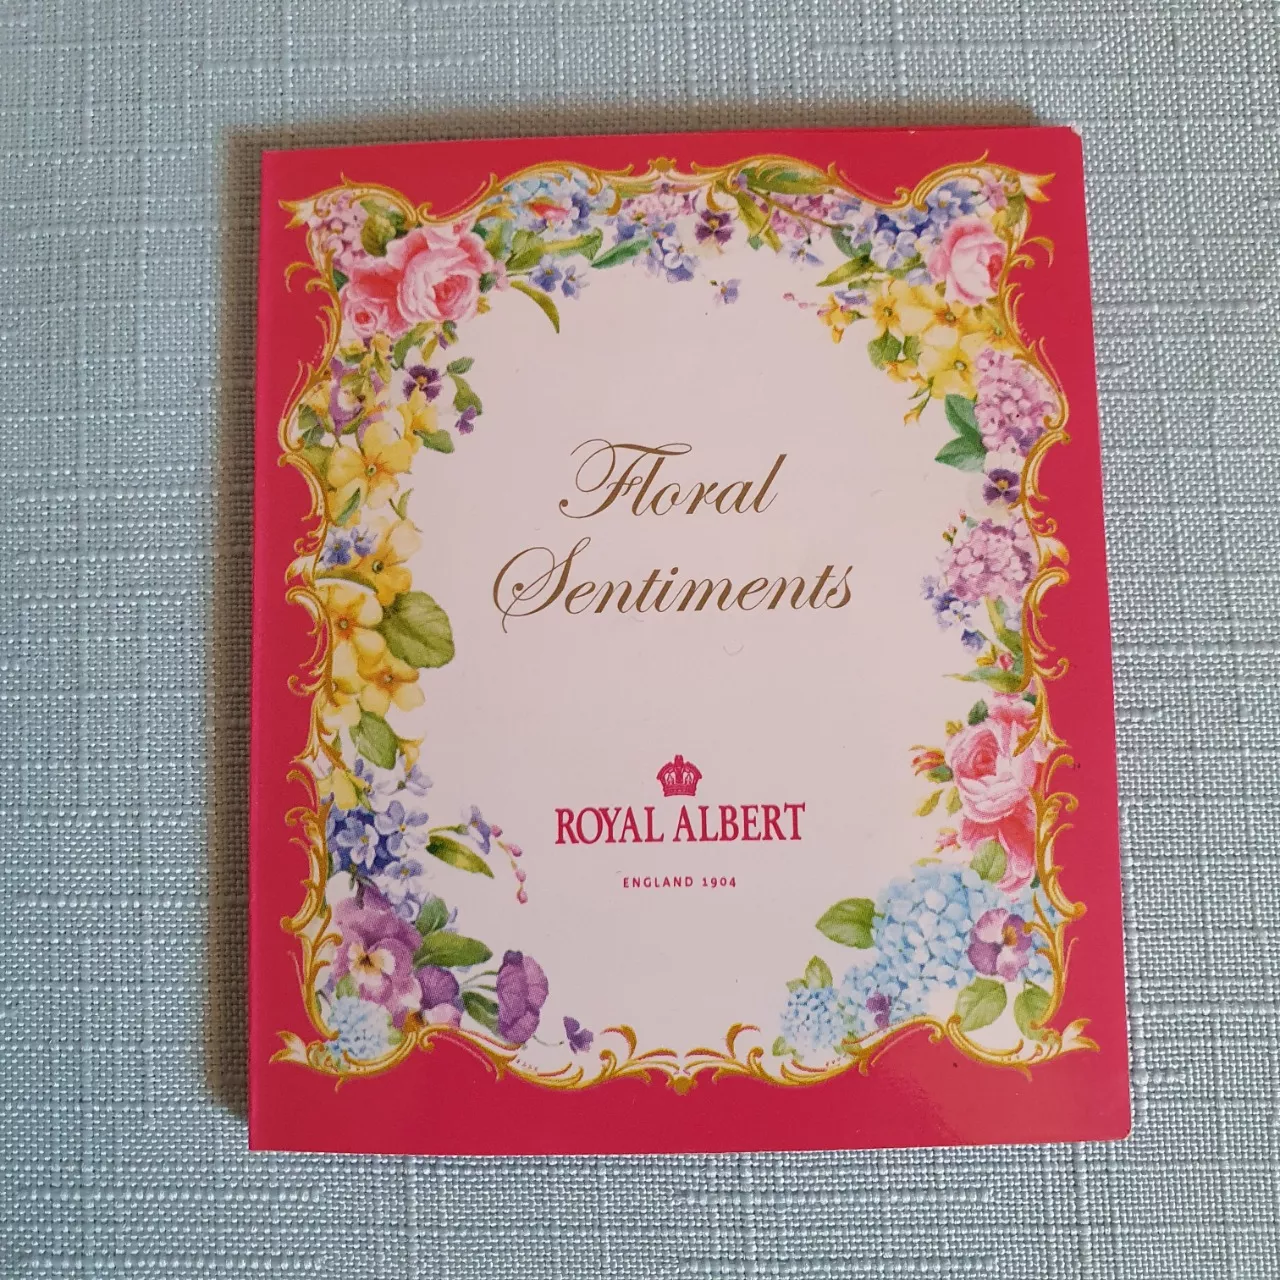 Floral
Sentiments
ROYAL ALBERT
ENGLAND 1904